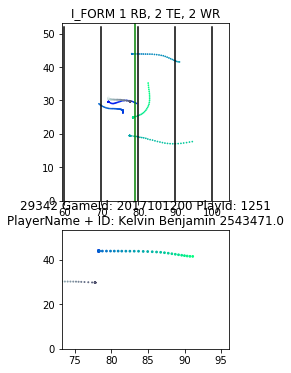 I_FORM 1 RB, 2 TE, 2 WR
50
40
30
20
10
0
60 70 80 90 100
29342 GameId: 2017101200 PlayId: 1251
PlayerName + ID: Kelvin Benjamin 2543471.0
40
20
0
75 80 85 90 95